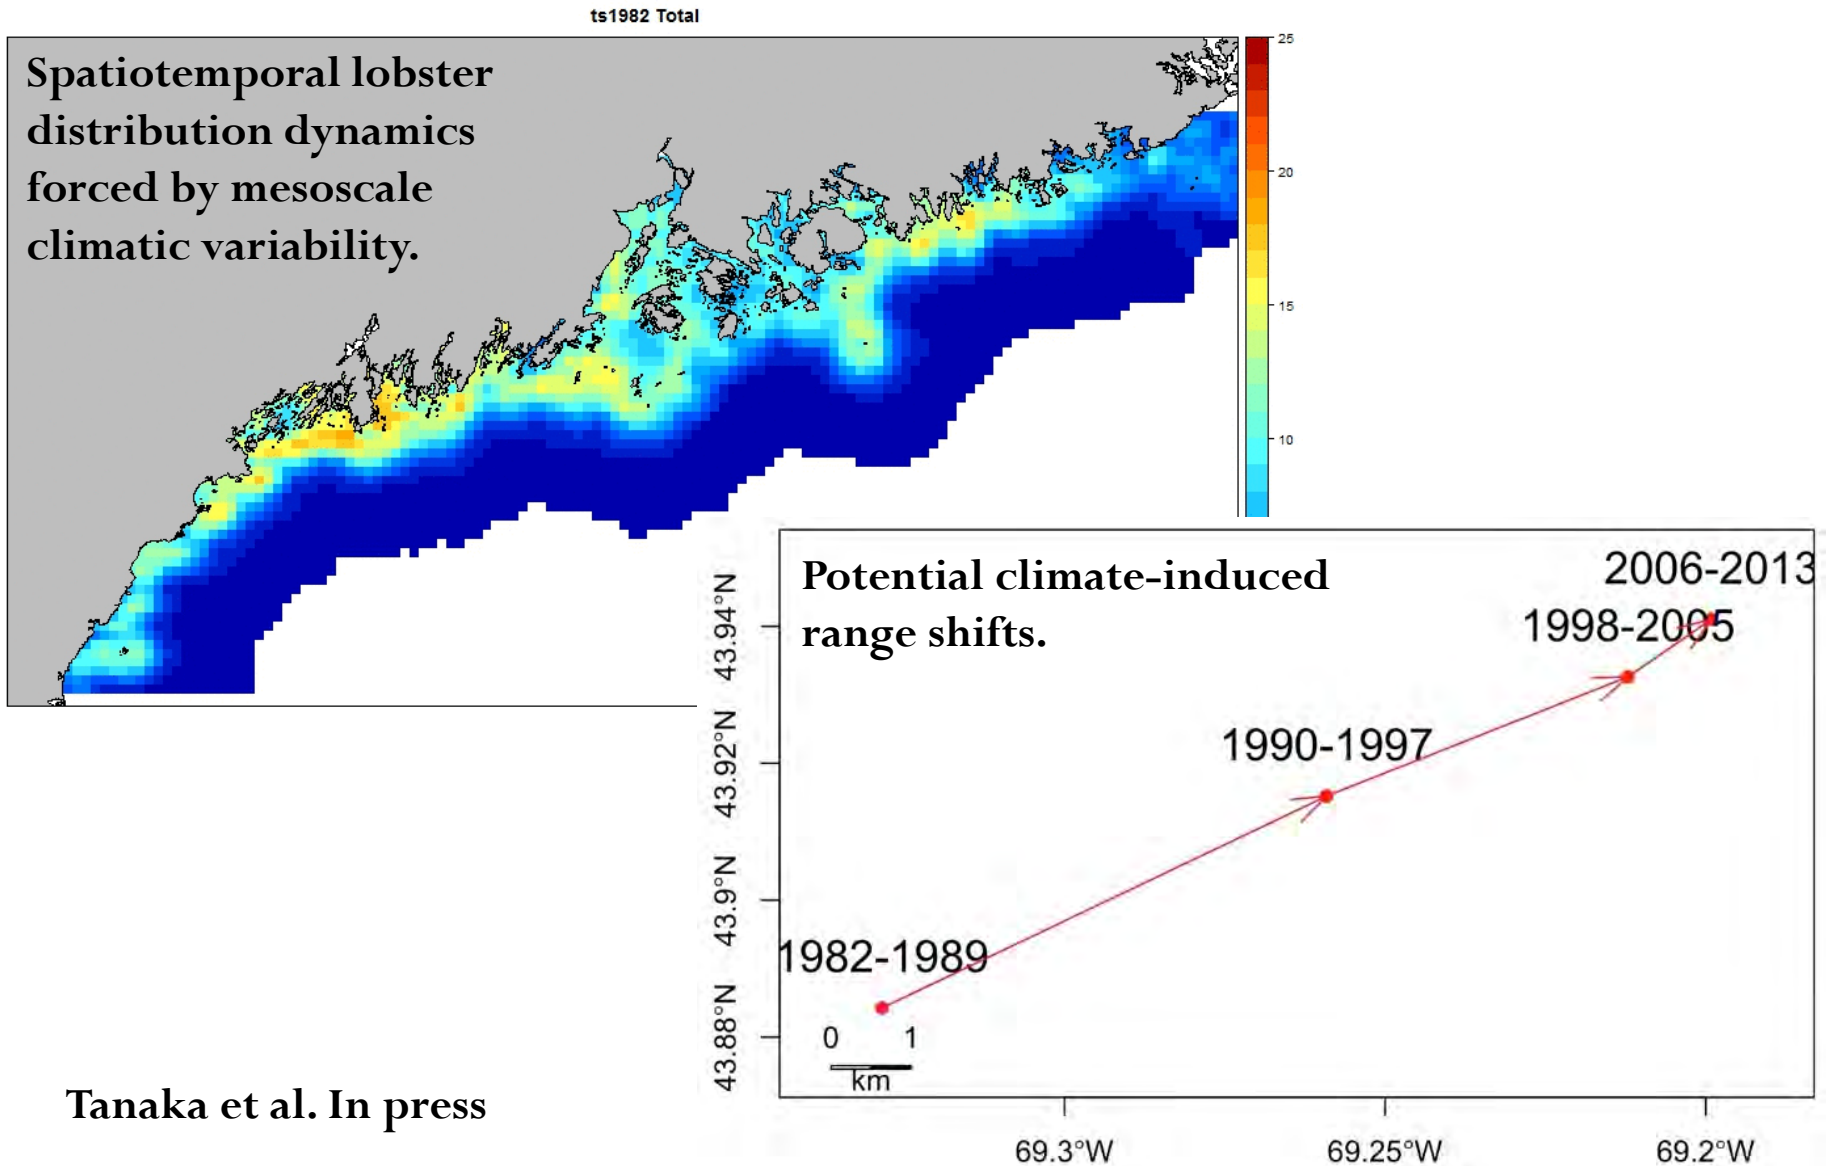 ts1982 Total
Spatiotemporal lobster
distribution dynamics
forced by mesoscale
climatic variability.
25
20
15
10
Potential climate-induced
range shifts.
2006-2013
1998-2005
1990-1997
1982-1989
43.94°N
43.92°N
43.9°N
43.88°N
0 1
km
69.3°W 69.25°W 69.2°W
Tanaka et al. In press